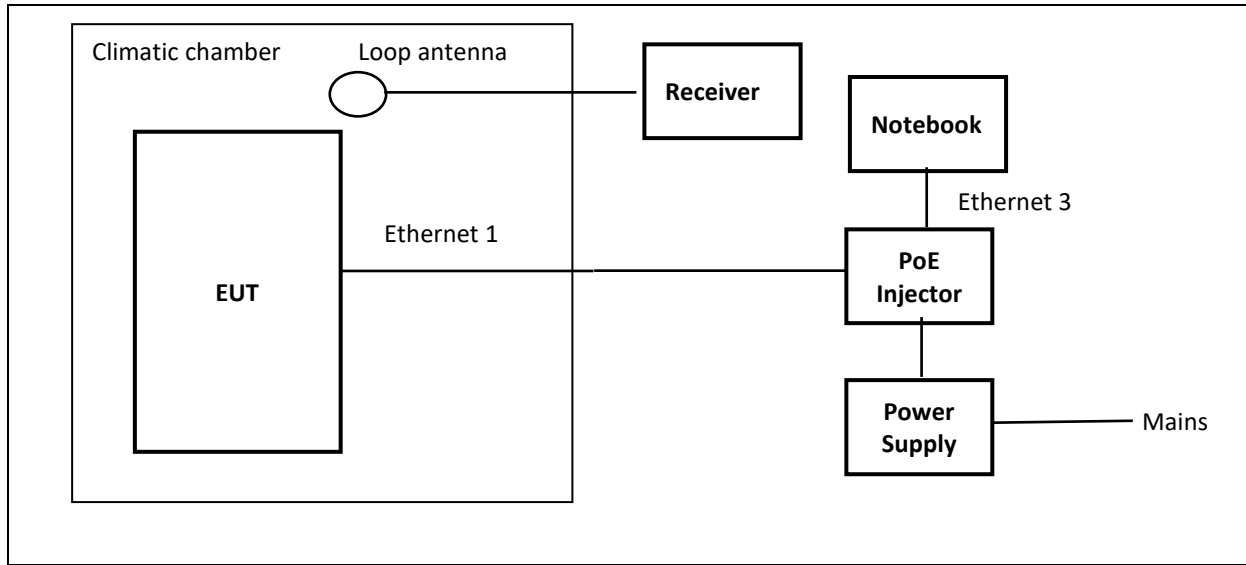 Climatic chamber
Loop antenna
Receiver
Notebook
Ethernet 3
Ethernet 1
PoE
Injector
EUT
Power
Supply
Mains